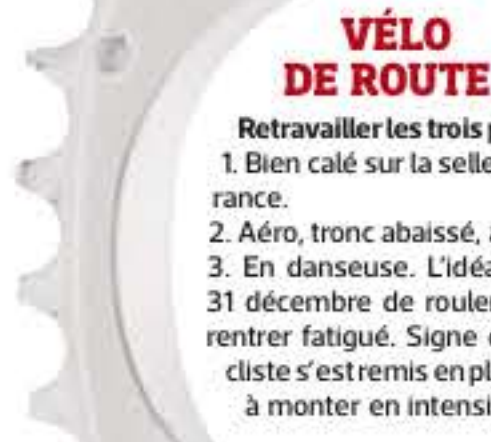 VÉLO
DE ROUTE
Retravailler les trois
1. Bien calé sur la selle
rance.
2. Aéro, tronc abaissé,
3. En danseuse. L'idéa
31 décembre de rouler
rentrer fatigué. Signe
cliste s'est remis en pl
à monter en intensi